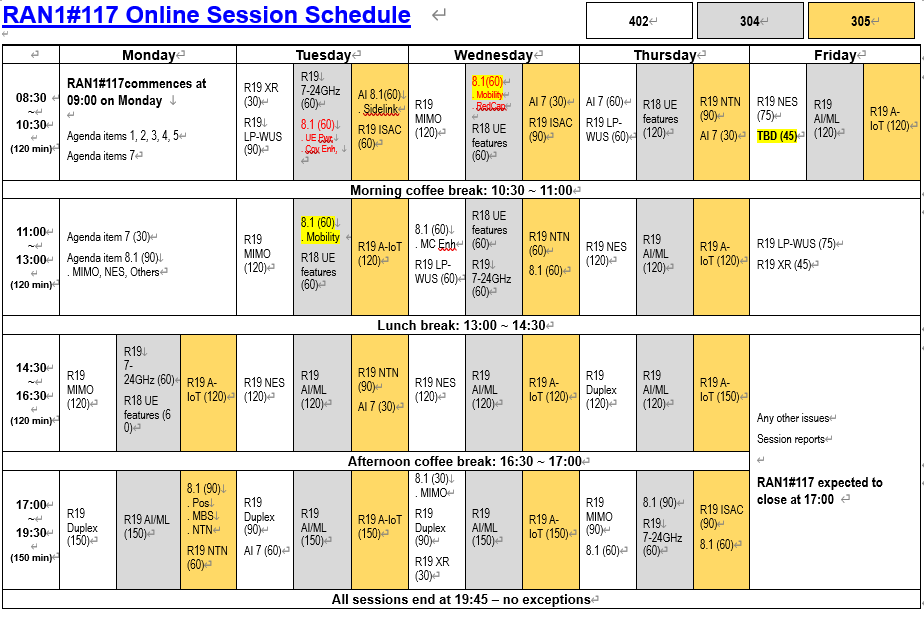 RAN1#117 Online Session Schedule
402
304
305
Monday
Tuesday
Wednesday
Thursday
Friday
08:30
~
10:30
(120 min)
RAN1#117commences at
09:00 on Monday
Agenda items 1, 2, 3, 4, 5
Agenda items 7
R19 XR
(30)
R19
LP-WUS
(90)
R19
7-24GHz
(60)
8.1 (60)
. UE Pwr,
. Cov Enh,
AI 8.1(60)
. Sidelink
R19 ISAC
(60)
R19
MIMO
(120)
8.1(60)
. Mobility
. RedCap
R18 UE
features
(60)
AI 7 (30)
R19 ISAC
(90)
AI 7 (60)
R19 LP-
WUS (60)
R18 UE
features
(120)
R19 NTN
(90)
AI 7 (30)
R19 NES
(75)
TBD (45)
R19
AI/ML
(120)
R19 A-
IoT (120)
Morning coffee break: 10:30 ~ 11:00
11:00
~
13:00
(120 min)
Agenda item 7 (30)
Agenda item 8.1 (90)
. MIMO, NES, Others
R19
MIMO
(120)
8.1 (60)
. Mobility
R18 UE
features
(60)
R19 A-IoT
(120)
8.1 (60)
. MC Enh
R19 LP-
WUS (60)
R18 UE
features
(60)
R19
7-24GHz
(60)
R19 NTN
(60)
8.1 (60)
R19 NES
(120)
R19
AI/ML
(120)
R19 A-
IoT (120)
R19 LP-WUS (75)
R19 XR (45)
Lunch break: 13:00 ~ 14:30
14:30
~
16:30
(120 min)
R19
MIMO
(120)
R19
7-
24GHz (60)
R18 UE
features (6
0)
R19 A-
IoT (120)
R19 NES
(120)
R19
AI/ML
(120)
R19 NTN
(90)
AI 7 (30)
R19 NES
(120)
R19
AI/ML
(120)
R19 A-
IoT (120)
R19
Duplex
(120)
R19
AI/ML
(120)
R19 A-
IoT (150)
Any other issues
Session reports
RAN1#117 expected to
close at 17:00
Afternoon coffee break: 16:30 ~ 17:00
17:00
~
19:30
(150 min)
R19
Duplex
(150)
R19 AI/ML
(150)
8.1 (90)
. Pos
. MBS
. NTN
R19 NTN
(60)
R19
Duplex
(90)
AI 7 (60)
R19
AI/ML
(150)
R19 A-IoT
(150)
8.1 (30)
. MIMO
R19
Duplex
(90)
R19 XR
(30)
R19
AI/ML
(150)
R19 A-
IoT (150)
R19
MIMO
(90)
8.1 (60)
8.1 (90)
R19
7-24GHz
(60)
R19 ISAC
(90)
8.1 (60)
All sessions end at 19:45 – no exceptions